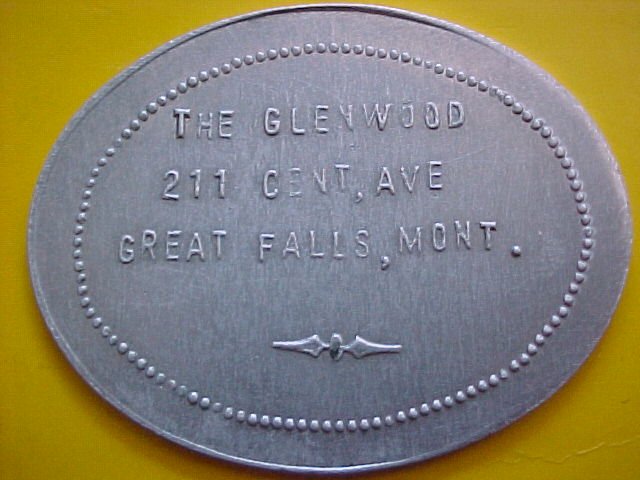 THE GLENWOOD
211 CENT, AVE
GREAT FALLS, MONT.